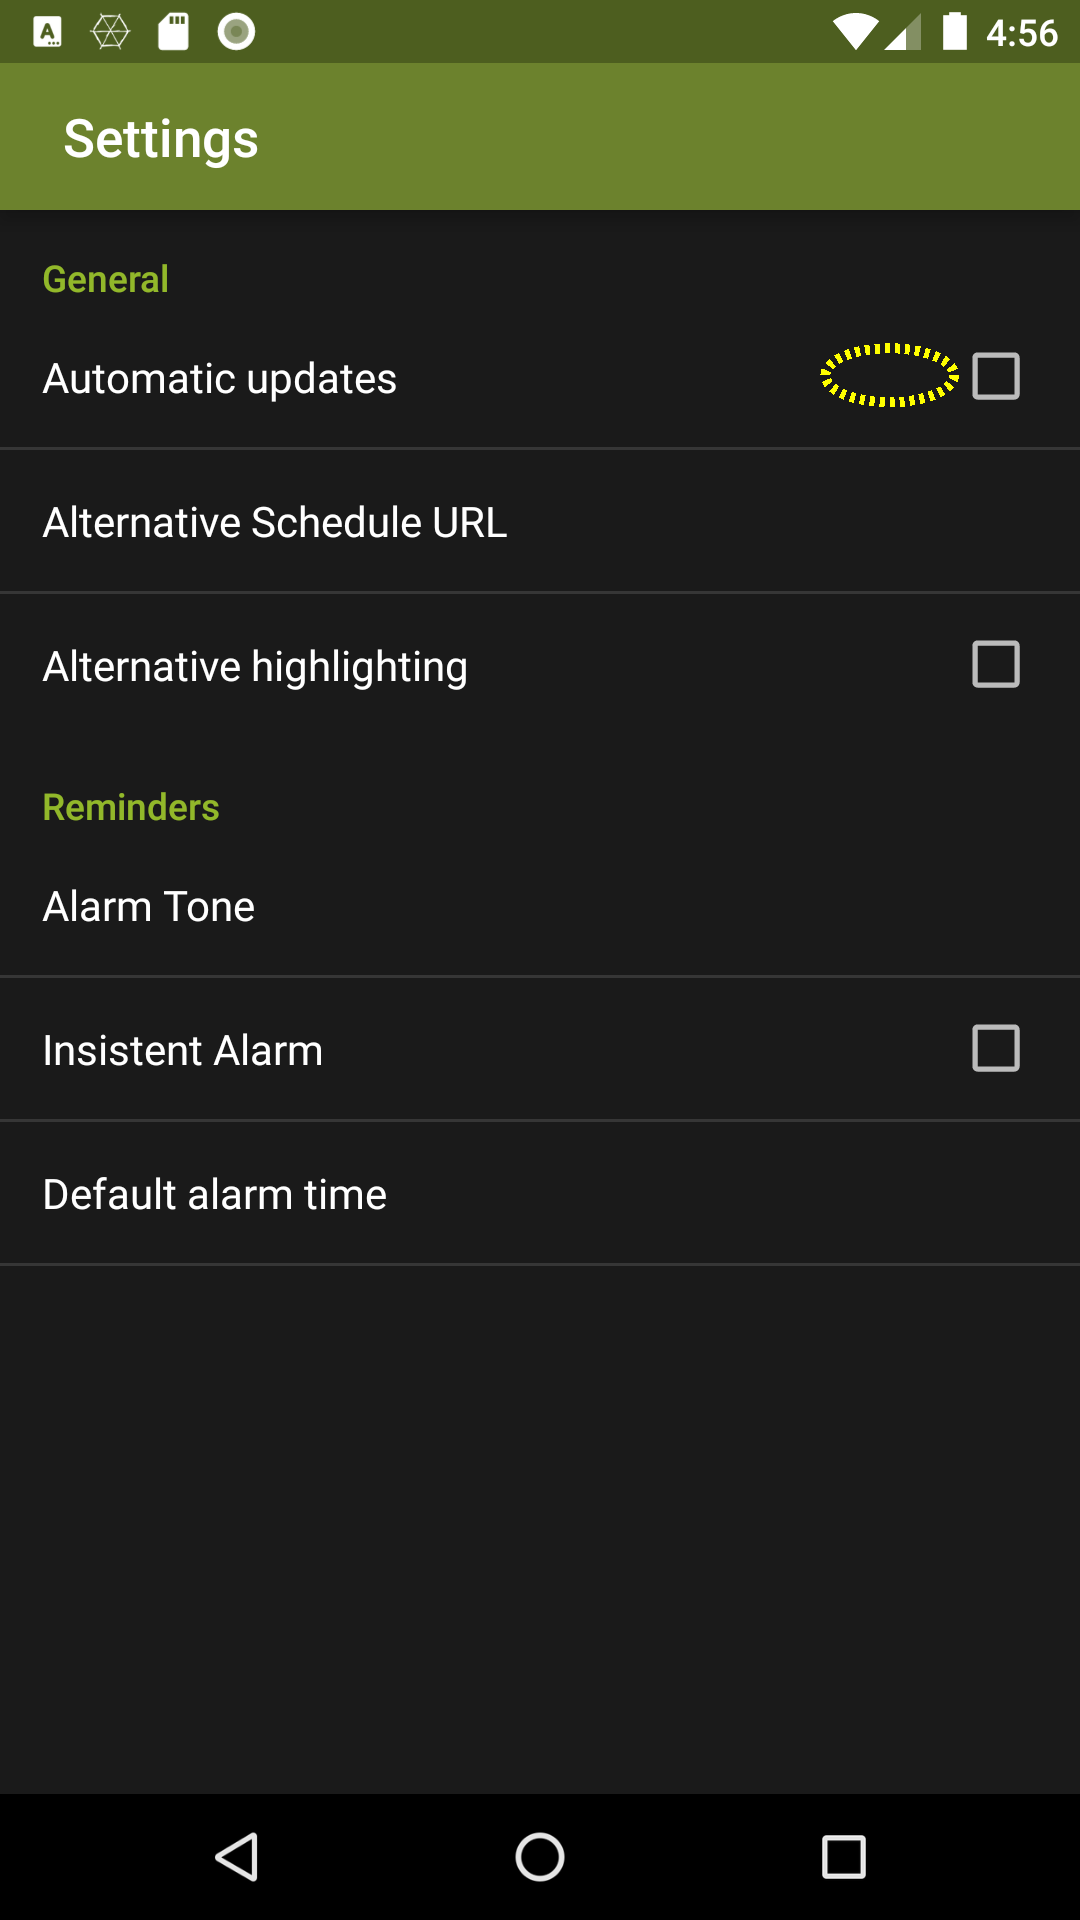 4:56
Settings
General
Automatic updates
Alternative Schedule URL
Alternative highlighting
Reminders
Alarm Tone
Insistent Alarm
Default alarm time